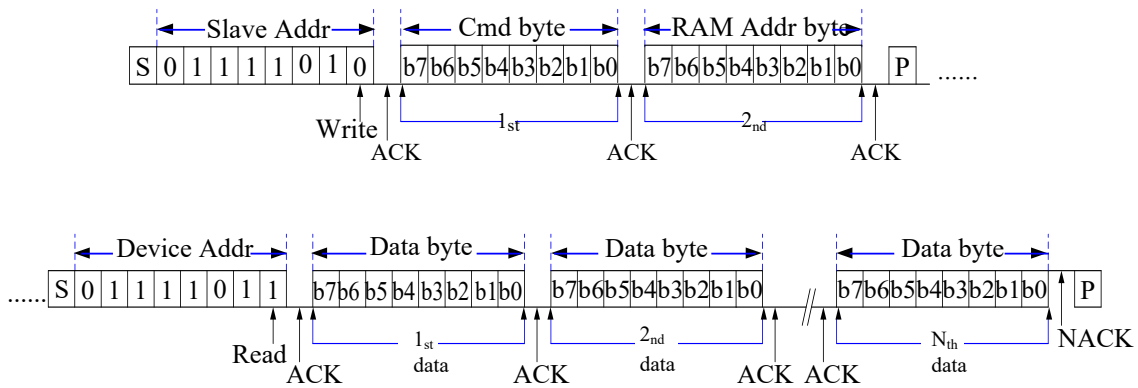 Slave Addr Cmd byte RAM Addr byte
S 0 1 1 1 1 0 1 0 b7 b6 b5 b4 b3 b2 b1 b0 b7 b6 b5 b4 b3 b2 b1 b0 P ......
Write 1st 2nd
ACK ACK ACK
Device Addr Data byte Data byte Data byte
...... S 0 1 1 1 1 0 1 1 b7 b6 b5 b4 b3 b2 b1 b0 b7 b6 b5 b4 b3 b2 b1 b0 // b7 b6 b5 b4 b3 b2 b1 b0 P
Read 1st 2nd Nth NACK
ACK data ACK data ACK ACK data